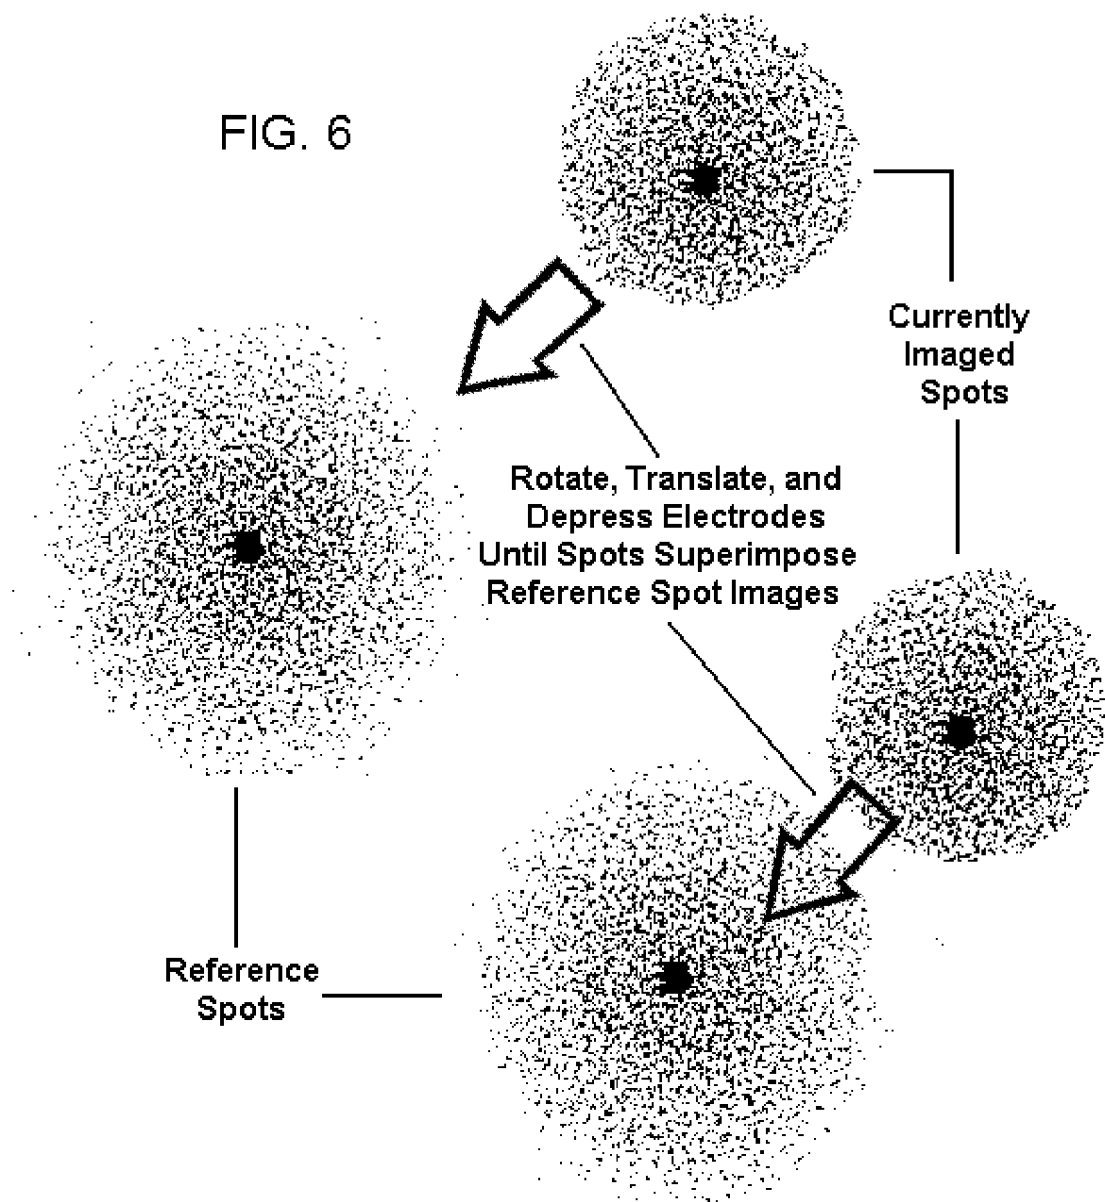 FIG. 6
Currently
Imaged
Spots
Rotate, Translate, and
Depress Electrodes
Until Spots Superimpose
Reference Spot Images
Reference
Spots